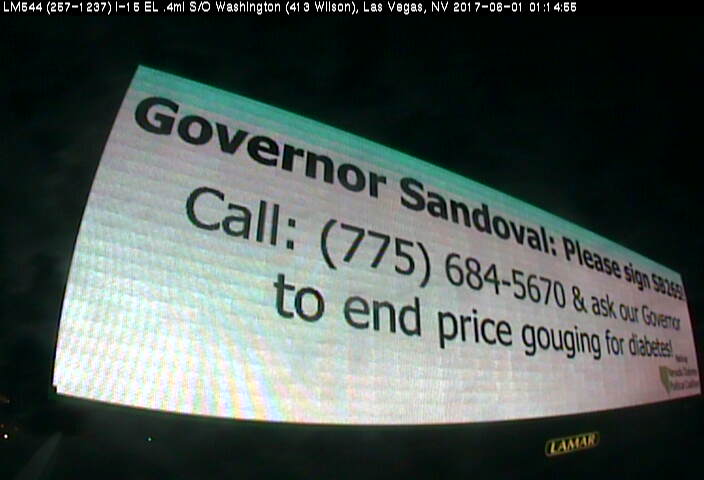 LM544 (257-1237) I-15 EL .4mi S/O Washington (413 Wilson), Las Vegas, NV 2017-06-01 01:14:55
Governor Sandoval: Please sign SB265!
Call: (775) 684-5670 & ask our Governor
to end price gouging for diabetes!
LAMAR